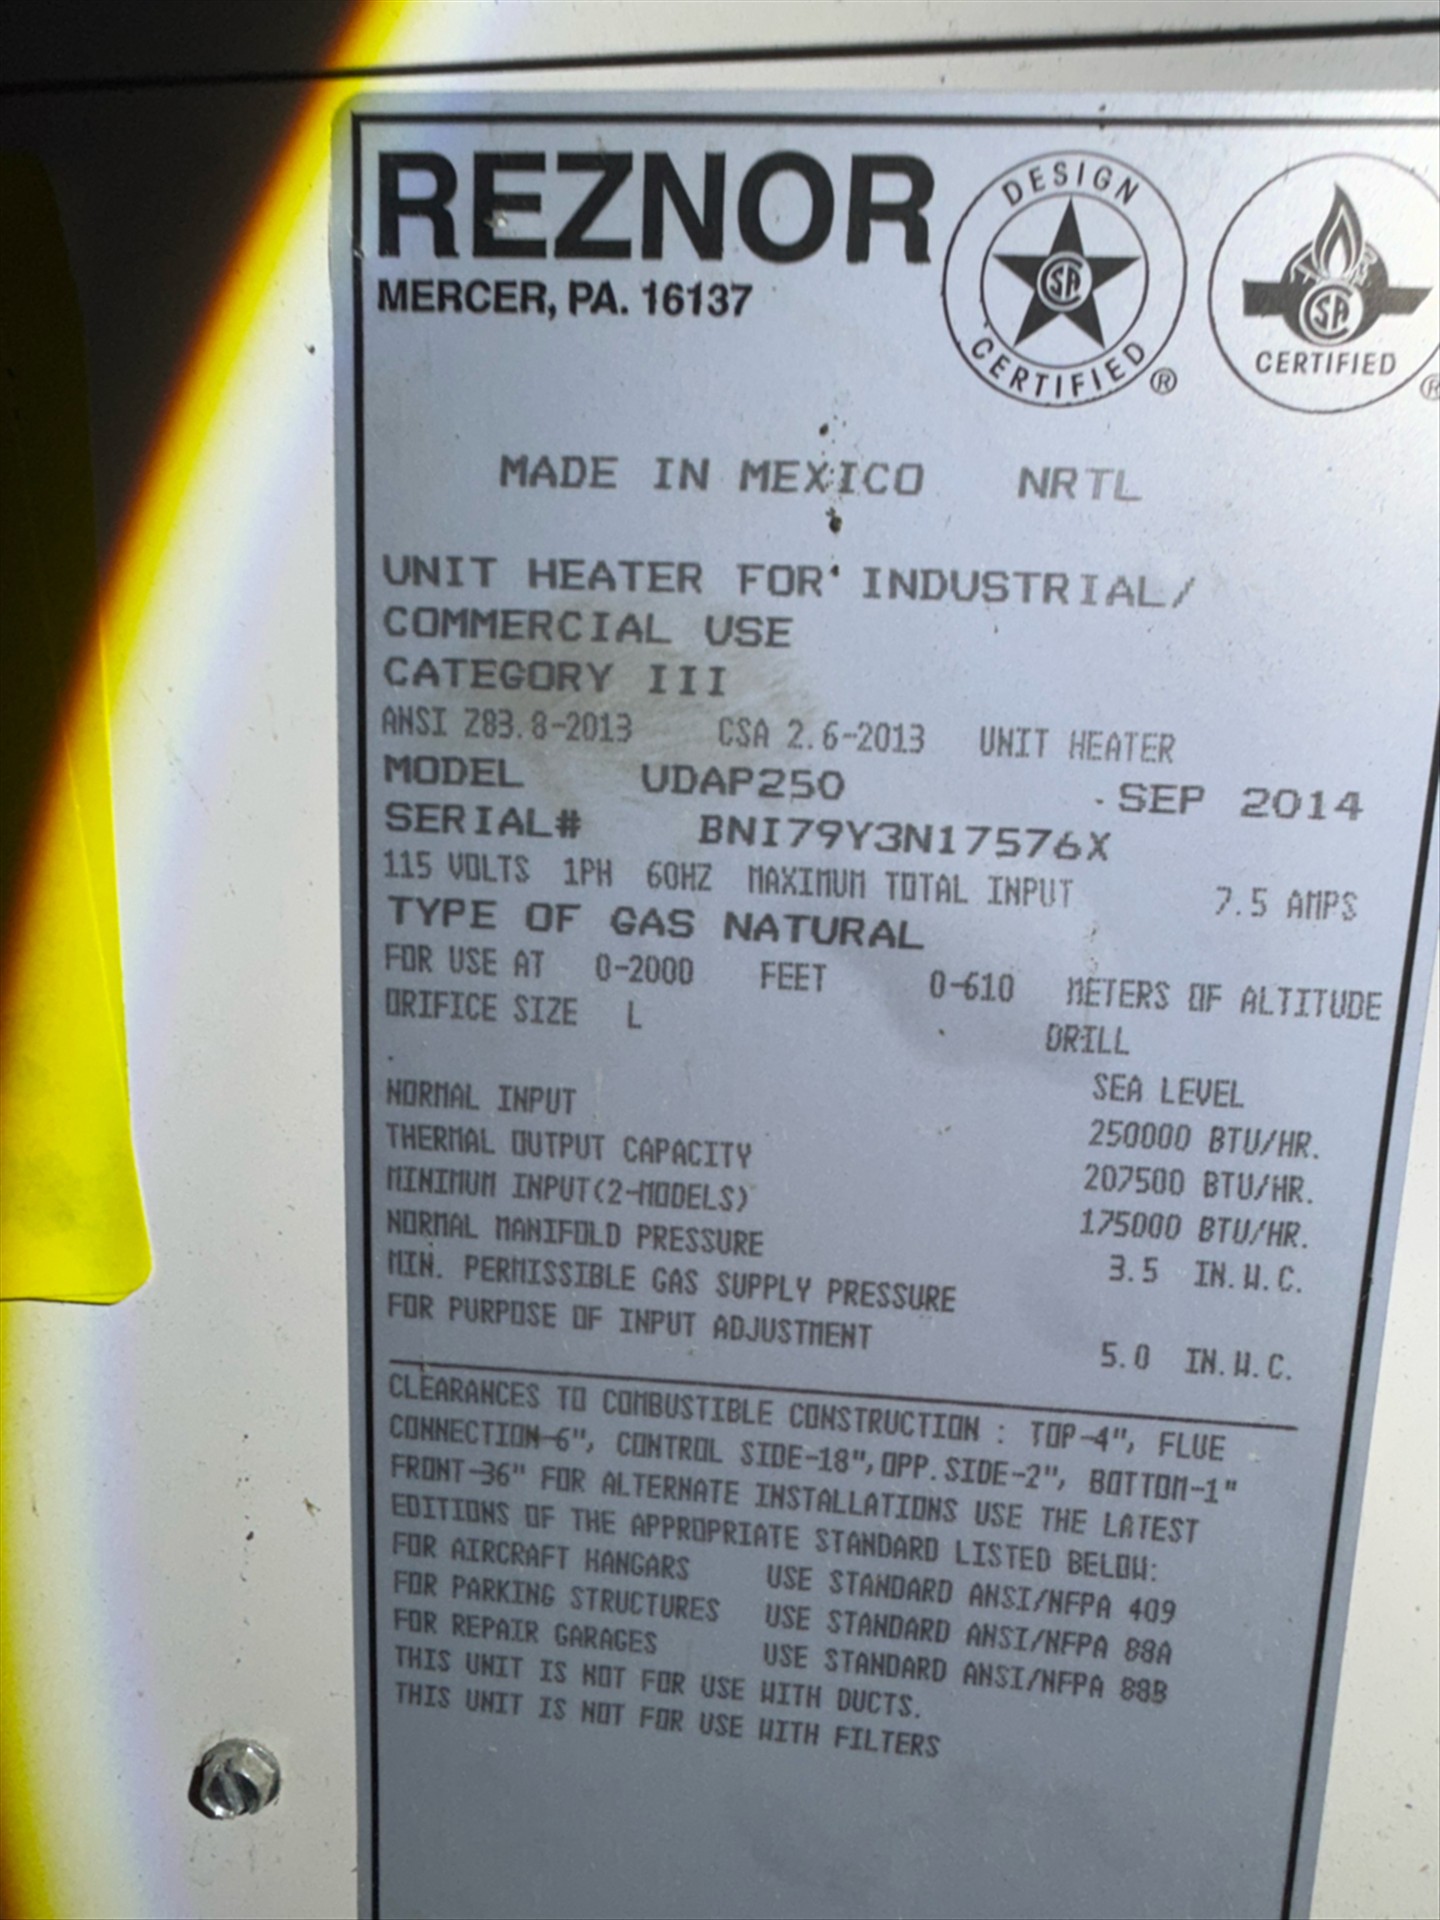 REZNOR
MERCER, PA. 16137
DESIGN CERTIFIED ®
CERTIFIED ®
MADE IN MEXICO NRTL
UNIT HEATER FOR INDUSTRIAL/
COMMERCIAL USE
CATEGORY III
ANSI Z83.8-2013 CSA 2.6-2013 UNIT HEATER
MODEL UDAP250 SEP 2014
SERIAL# BNI79Y3N17576X
115 VOLTS 1PH 60HZ MAXIMUM TOTAL INPUT 7.5 AMPS
TYPE OF GAS NATURAL
FOR USE AT 0-2000 FEET 0-610 METERS OF ALTITUDE
ORIFICE SIZE L DRILL
SEA LEVEL
NORMAL INPUT 250000 BTU/HR.
THERMAL OUTPUT CAPACITY 207500 BTU/HR.
MINIMUM INPUT(2-MODELS) 175000 BTU/HR.
NORMAL MANIFOLD PRESSURE 3.5 IN.W.C.
MIN. PERMISSIBLE GAS SUPPLY PRESSURE
FOR PURPOSE OF INPUT ADJUSTMENT 5.0 IN.W.C.
CLEARANCES TO COMBUSTIBLE CONSTRUCTION : TOP-4", FLUE
CONNECTION-6", CONTROL SIDE-18",OPP.SIDE-2", BOTTOM-1"
FRONT-36" FOR ALTERNATE INSTALLATIONS USE THE LATEST
EDITIONS OF THE APPROPRIATE STANDARD LISTED BELOW:
FOR AIRCRAFT HANGARS USE STANDARD ANSI/NFPA 409
FOR PARKING STRUCTURES USE STANDARD ANSI/NFPA 88A
FOR REPAIR GARAGES USE STANDARD ANSI/NFPA 88B
THIS UNIT IS NOT FOR USE WITH DUCTS.
THIS UNIT IS NOT FOR USE WITH FILTERS